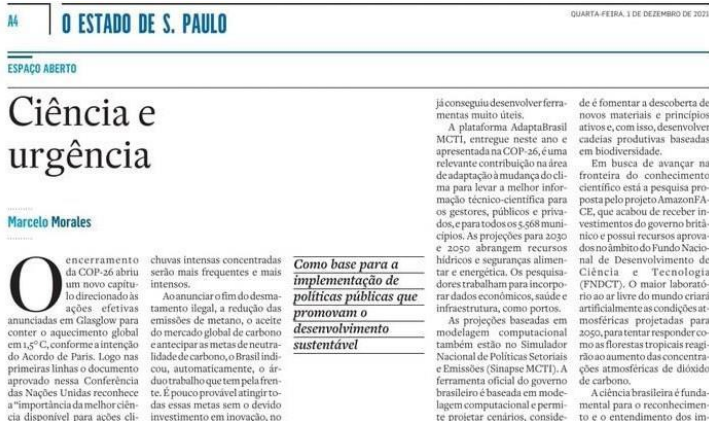 A4
O ESTADO DE S. PAULO
QUARTA-FEIRA, 1 DE DEZEMBRO DE 2021
ESPAÇO ABERTO
Ciência e
urgência
Marcelo Morales
O encerramento
da COP-26 abriu
um novo capítu-
lo direcionado às
ações efetivas
anunciadas em Glasglow para
conter o aquecimento global
em 1,5° C, conforme a intenção
do Acordo de Paris. Logo nas
primeiras linhas o documento
aprovado nessa Conferência
das Nações Unidas reconhece
a "importância da melhor ciên-
cia disponível para ações cli-
chuvas intensas concentradas
serão mais frequentes e mais
intensos.
Ao anunciar o fim do desma-
tamento ilegal, a redução das
emissões de metano, o aceite
do mercado global de carbono
e antecipar as metas de neutra-
lidade de carbono, o Brasil indi-
cou, automaticamente, o ár-
duo trabalho que tem pela fren-
te. É pouco provável atingir to-
das essas metas sem o devido
investimento em inovação, no
Como base para a
implementação de
políticas públicas que
promovam o
desenvolvimento
sustentável
já conseguiu desenvolver ferra-
mentas muito úteis.
A plataforma AdaptaBrasil
MCTI, entregue neste ano e
apresentada na COP-26, é uma
relevante contribuição na área
de adaptação à mudança do cli-
ma para levar a melhor infor-
mação técnico-científica para
os gestores, públicos e priva-
dos, e para todos os 5.568 muni-
cípios. As projeções para 2030
e 2050 abrangem recursos
hídricos e seguranças alimen-
tar e energética. Os pesquisa-
dores trabalham para incorpo-
rar dados econômicos, saúde e
infraestrutura, como portos.
As projeções baseadas em
modelagem computacional
também estão no Simulador
Nacional de Políticas Setoriais
e Emissões (Sinapse MCTI). A
ferramenta oficial do governo
brasileiro é baseada em mode-
lagem computacional e permi-
te projetar cenários, conside-
de é fomentar a descoberta de
novos materiais e princípios
ativos e, com isso, desenvolver
cadeias produtivas baseadas
em biodiversidade.
Em busca de avançar na
fronteira do conhecimento
científico está a pesquisa pro-
posta pelo projeto AmazonFA-
CE, que acabou de receber in-
vestimentos do governo britâ-
nico e possui recursos aprova-
dos no âmbito do Fundo Nacio-
nal de Desenvolvimento de
Ciência e Tecnologia
(FNDCT). O maior laborató-
rio ao ar livre do mundo criará
artificialmente as condições at-
mosféricas projetadas para
2050, para tentar responder co-
mo as florestas tropicais reagi-
rão ao aumento das concentra-
ções atmosféricas de dióxido
de carbono.
A ciência brasileira é funda-
mental para o reconhecimen-
to e o entendimento dos im-